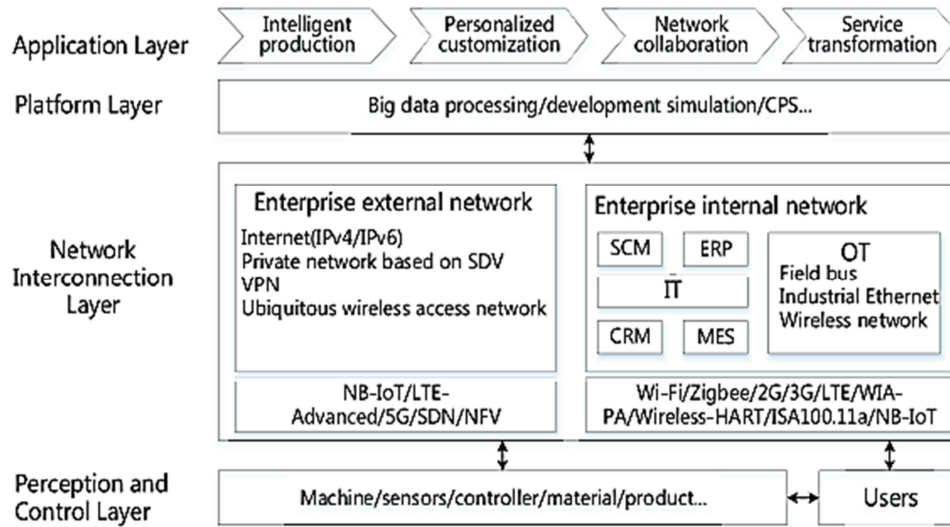 Application Layer
Intelligent
production
Personalized
customization
Network
collaboration
Service
transformation
Platform Layer
Big data processing/development simulation/CPS...
Network
Interconnection
Layer
Enterprise external network
Internet(IPv4/IPv6)
Private network based on SDV
VPN
Ubiquitous wireless access network
NB-IoT/LTE-
Advanced/5G/SDN/NFV
Enterprise internal network
SCM
ERP
IT
CRM
MES
OT
Field bus
Industrial Ethernet
Wireless network
Wi-Fi/Zigbee/2G/3G/LTE/WIA-
PA/Wireless-HART/ISA100.11a/NB-IoT
Perception and
Control Layer
Machine/sensors/controller/material/product...
Users